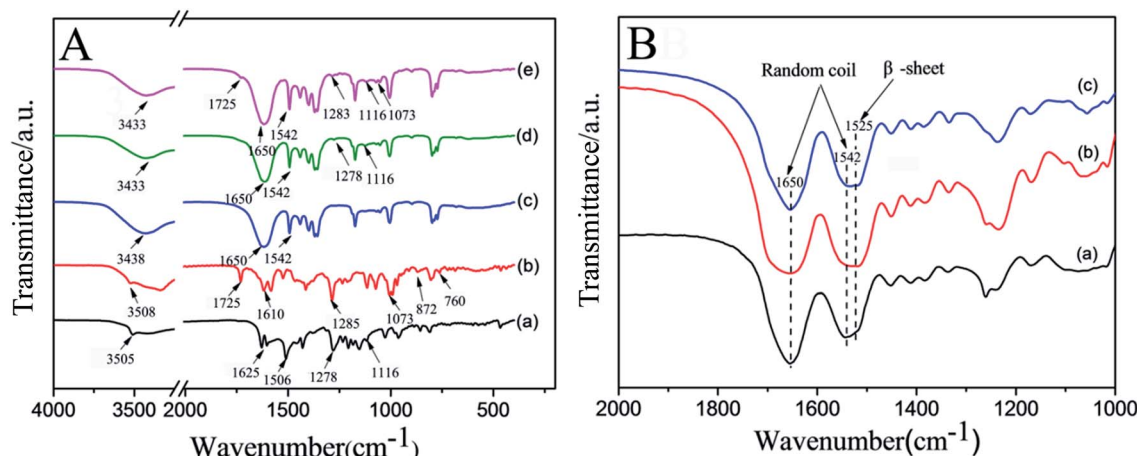 A
Transmittance/a.u.
(e)
1725
1283
1116
1073
3433
1650
1542
(d)
3433
1278
1116
1650
1542
(c)
3438
1650
1542
(b)
3508
1725
1610
1285
1073
872
760
(a)
3505
1625
1506
1278
1116
4000
3500
2000
1500
1000
500
Wavenumber(cm-1)
B
Transmittance/a.u.
Random coil
β -sheet
(c)
1525
1542
1650
(b)
(a)
2000
1800
1600
1400
1200
1000
Wavenumber(cm-1)